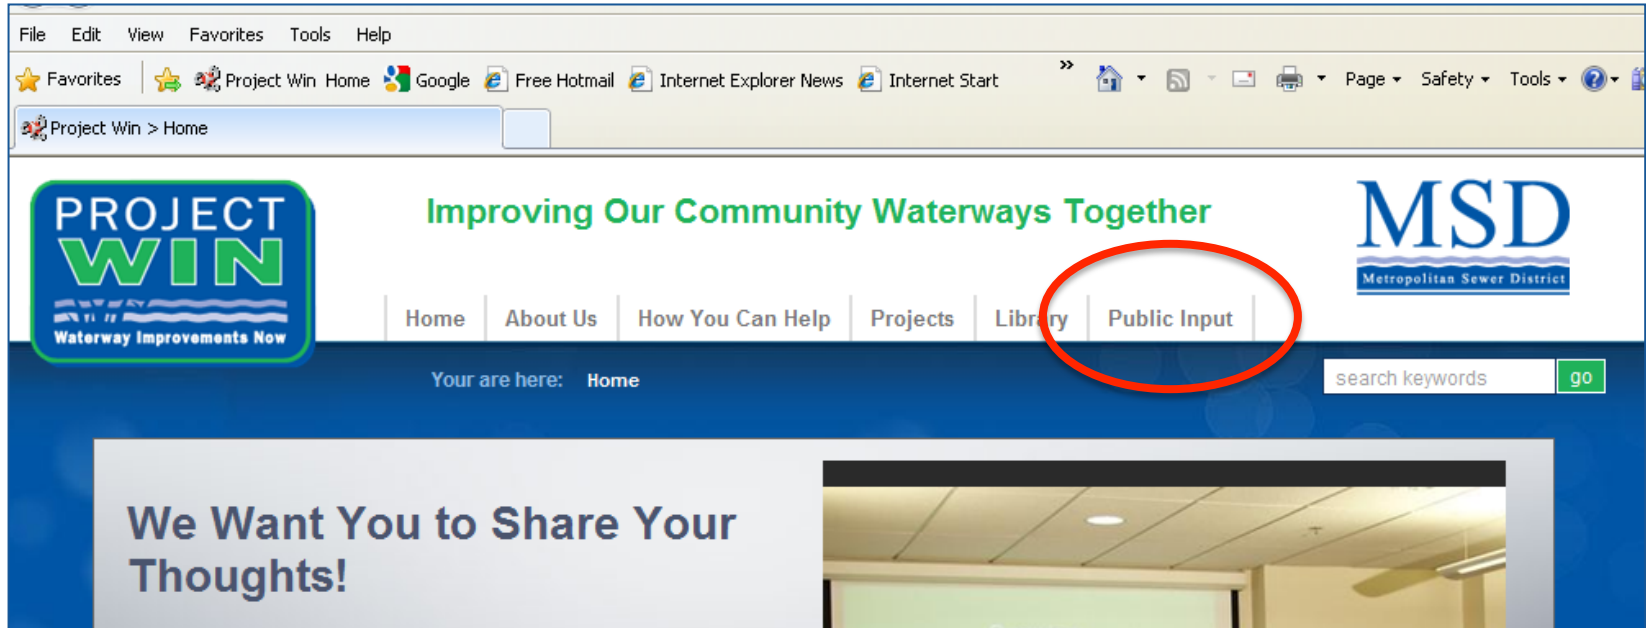 File Edit View Favorites Tools Help
Favorites Project Win Home Google Free Hotmail Internet Explorer News Internet Start » Page Safety Tools
Project Win > Home
PROJECT
WIN
Waterway Improvements Now
Improving Our Community Waterways Together
MSD
Metropolitan Sewer District
Home About Us How You Can Help Projects Library Public Input
Your are here: Home
search keywords go
We Want You to Share Your
Thoughts!